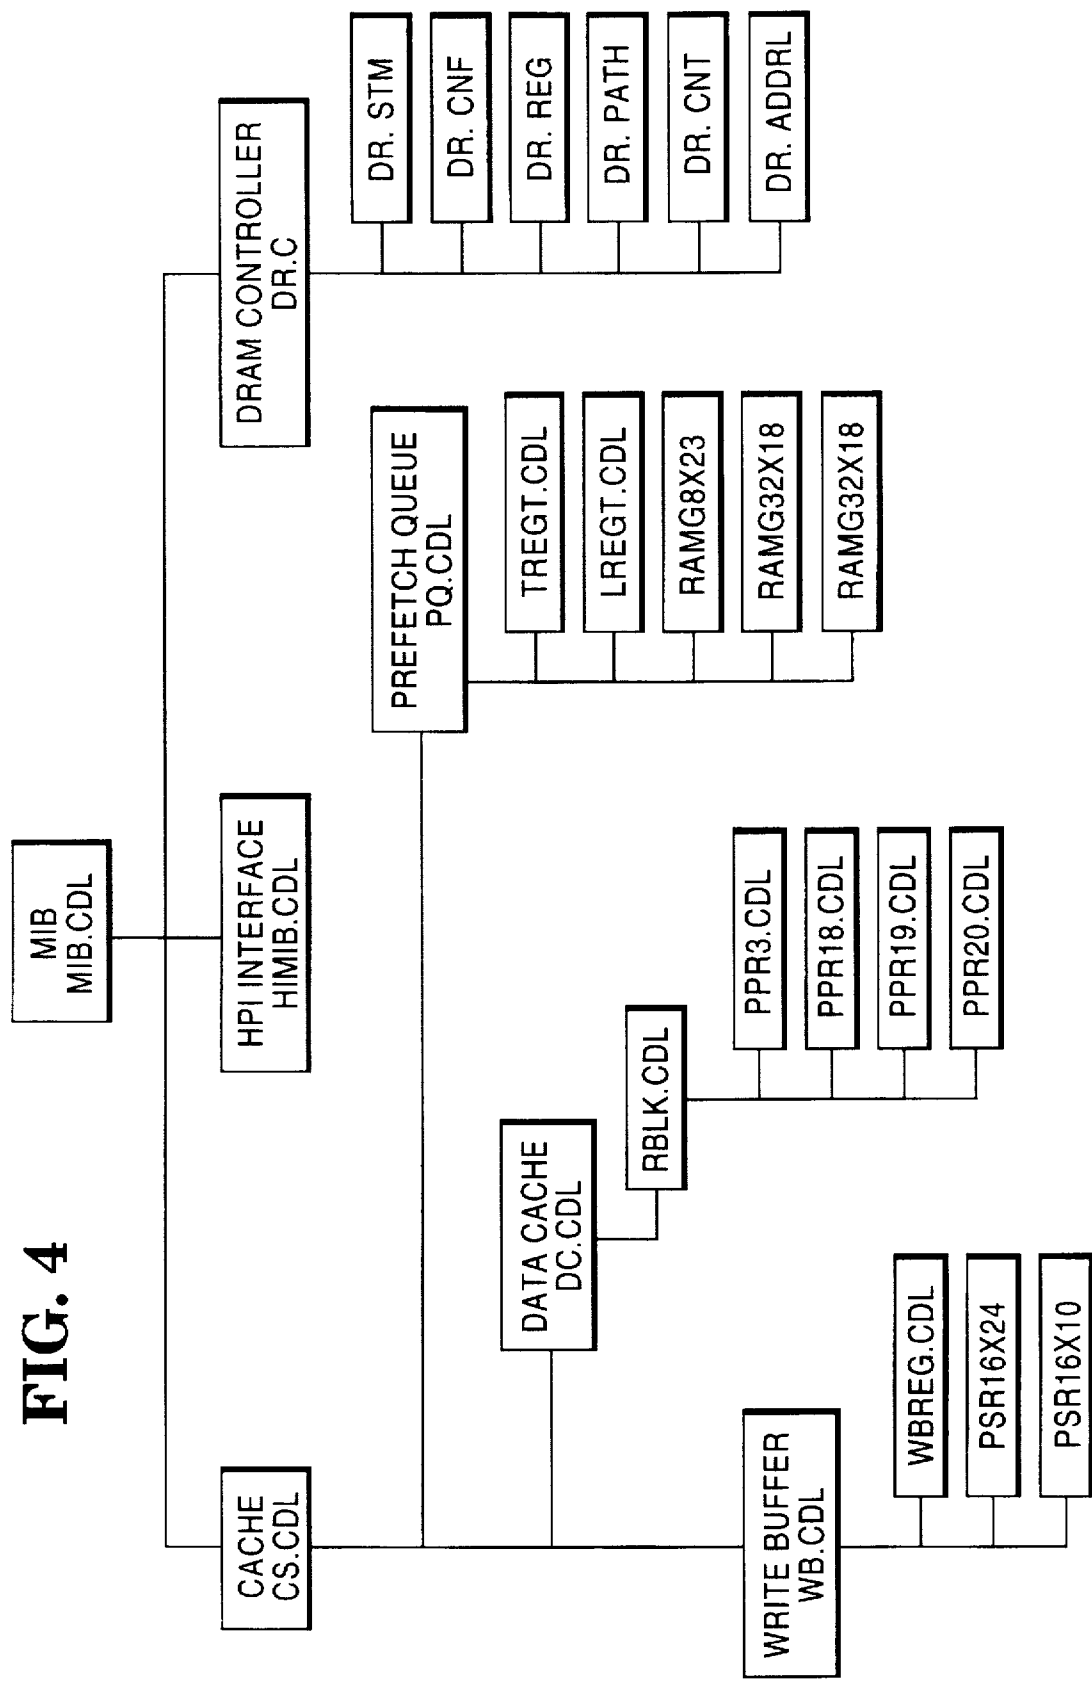 FIG. 4
MIB
MIB.CDL
CACHE
CS.CDL
HPI INTERFACE
HIMIB.CDL
DRAM CONTROLLER
DR.C
WRITE BUFFER
WB.CDL
WBREG.CDL
PSR16X24
PSR16X10
DATA CACHE
DC.CDL
RBLK.CDL
PPR3.CDL
PPR18.CDL
PPR19.CDL
PPR20.CDL
PREFETCH QUEUE
PQ.CDL
TREGT.CDL
LREGT.CDL
RAMG8X23
RAMG32X18
RAMG32X18
DR. STM
DR. CNF
DR. REG
DR. PATH
DR. CNT
DR. ADDRL